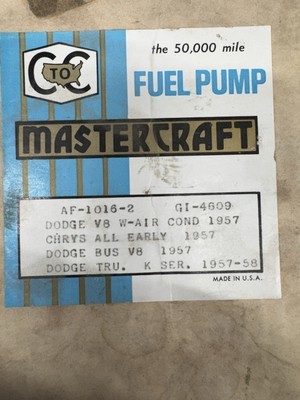 the 50,000 mile
C TO C
FUEL PUMP
MASTERCRAFT
AF-1016-2 GI-4609
DODGE V8 W-AIR COND 1957
CHRYS ALL EARLY 1957
DODGE BUS V8 1957
DODGE TRU. K SER. 1957-58
MADE IN U.S.A.